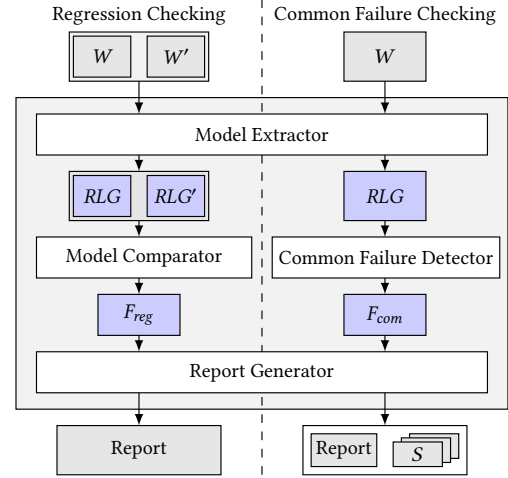 Regression Checking Common Failure Checking
W W′ W
Model Extractor
RLG RLG′ RLG
Model Comparator Common Failure Detector
F_reg F_com
Report Generator
Report Report S